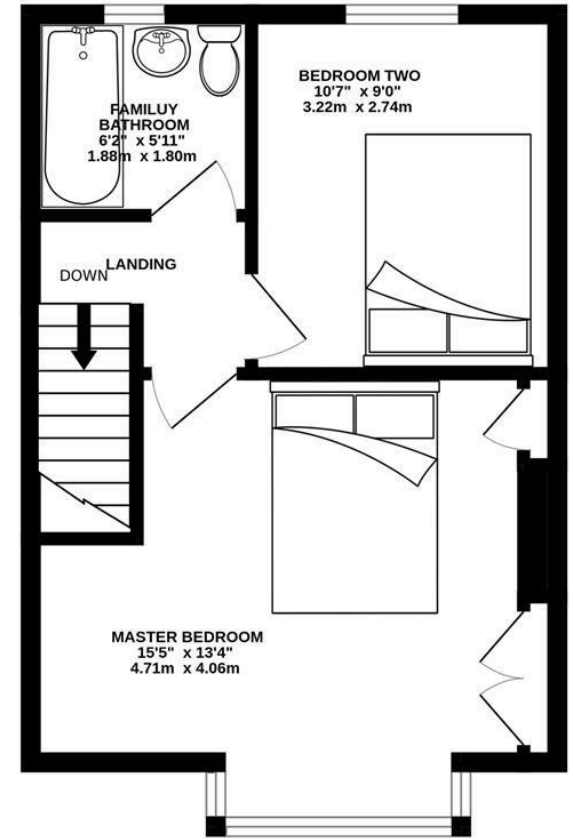 FAMILUY
BATHROOM
6'2" x 5'11"
1.88m x 1.80m
BEDROOM TWO
10'7" x 9'0"
3.22m x 2.74m
LANDING
DOWN
MASTER BEDROOM
15'5" x 13'4"
4.71m x 4.06m